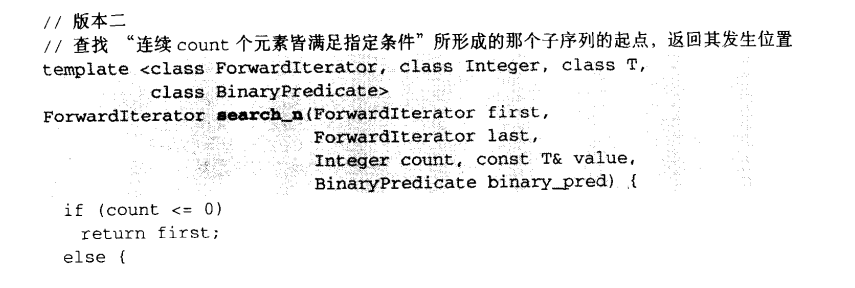 // 版本二
// 查找 “连续 count 个元素皆满足指定条件”所形成的那个子序列的起点，返回其发生位置
template <class ForwardIterator, class Integer, class T,
          class BinaryPredicate>
ForwardIterator search_n(ForwardIterator first,
                         ForwardIterator last,
                         Integer count, const T& value,
                         BinaryPredicate binary_pred) {
  if (count <= 0)
    return first;
  else {